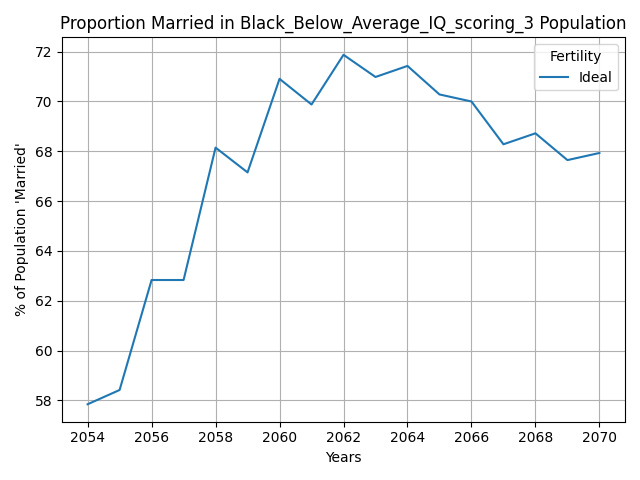 Proportion Married in Black_Below_Average_IQ_scoring_3 Population
Fertility
Ideal
% of Population 'Married'
72
70
68
66
64
62
60
58
2054 2056 2058 2060 2062 2064 2066 2068 2070
Years